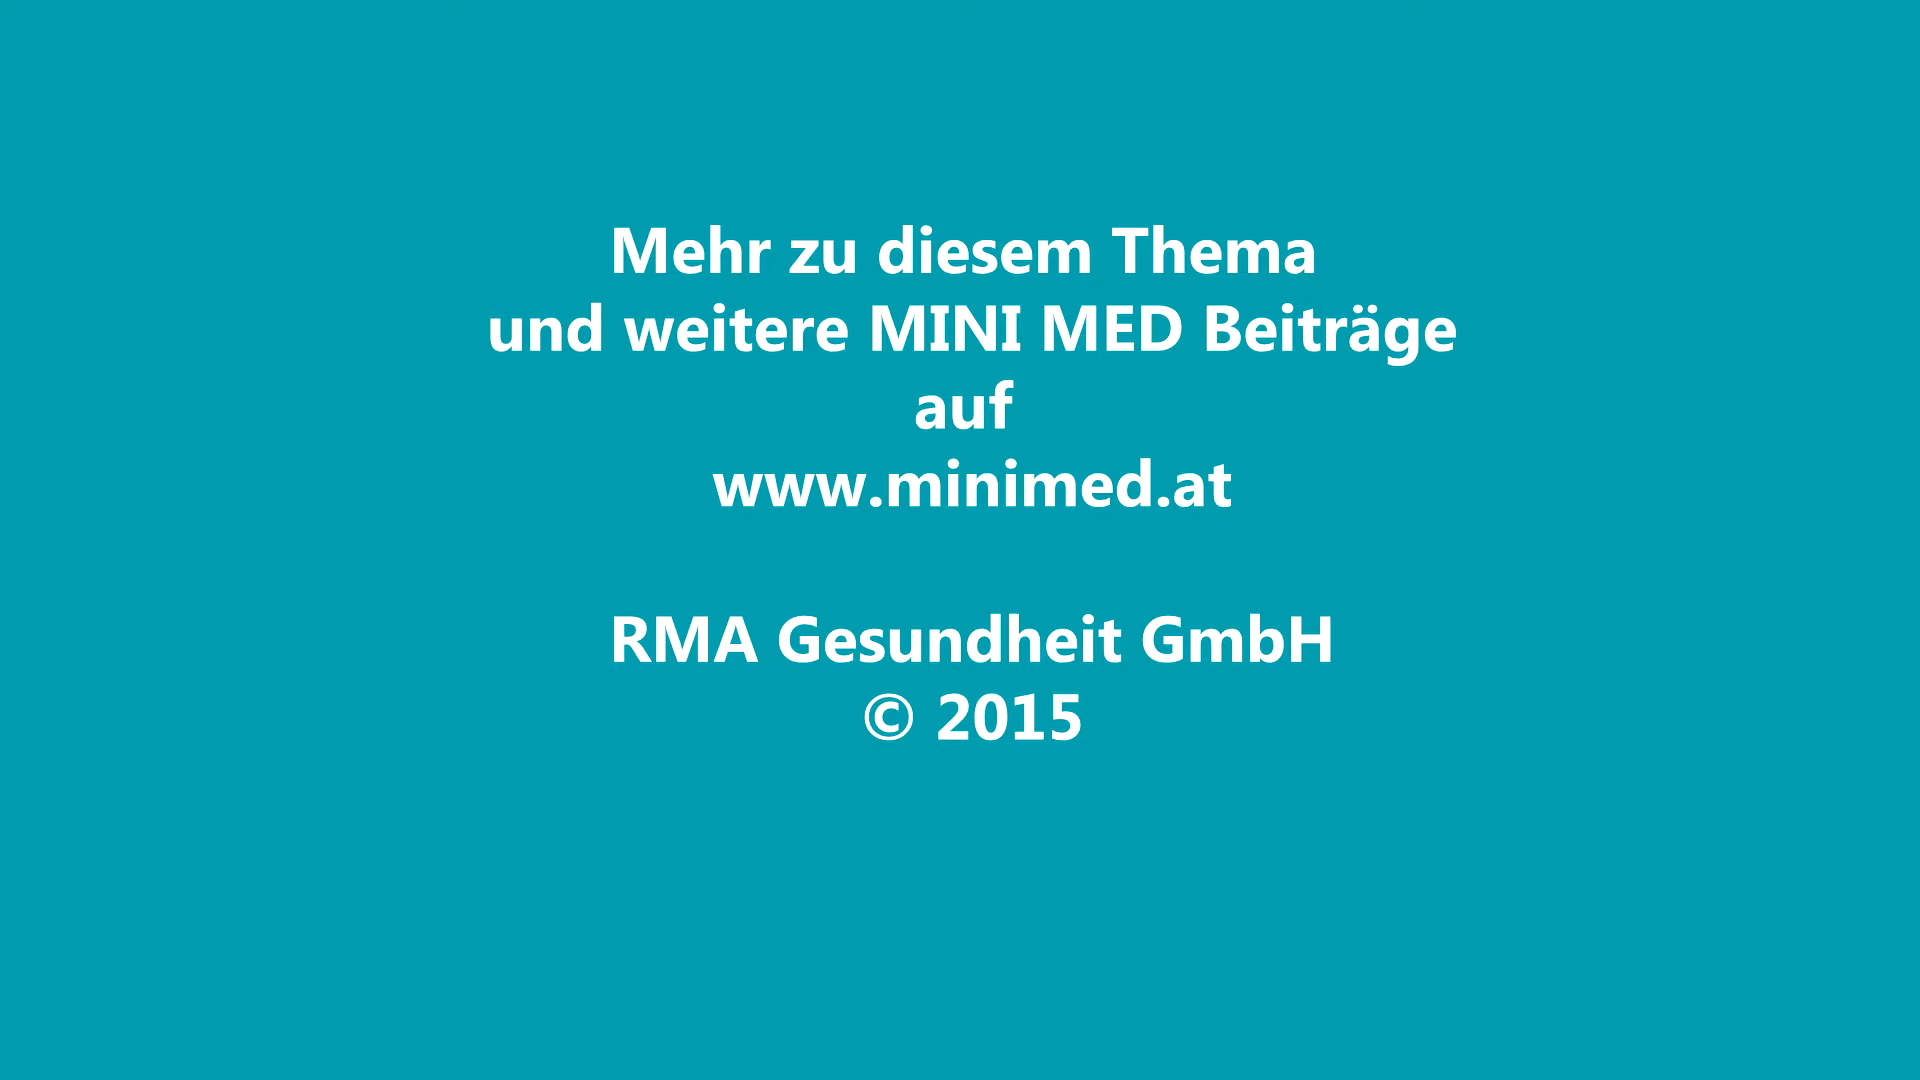 Mehr zu diesem Thema
und weitere MINI MED Beiträge
auf
www.minimed.at
RMA Gesundheit GmbH
© 2015